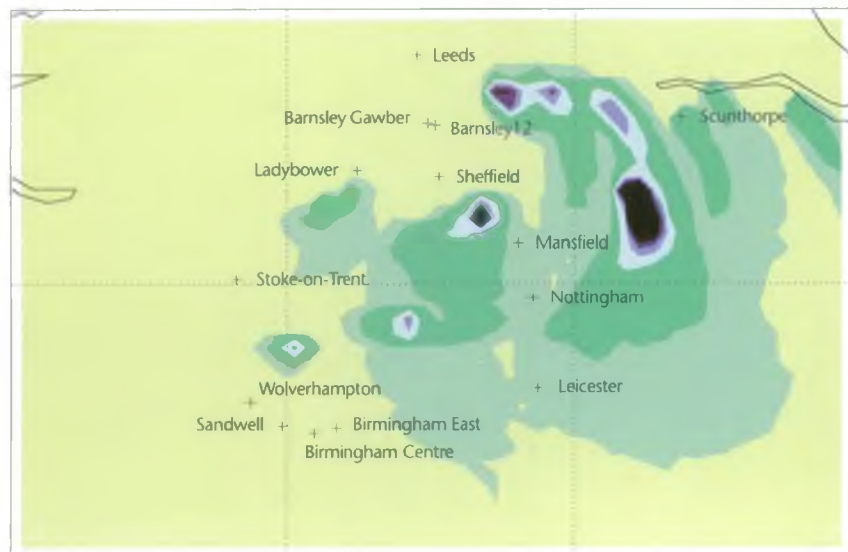 Leeds
Barnsley Gawber
Barnsley12
Scunthorpe
Ladybower
Sheffield
Mansfield
Stoke-on-Trent.
Nottingham
Wolverhampton
Leicester
Sandwell
Birmingham East
Birmingham Centre